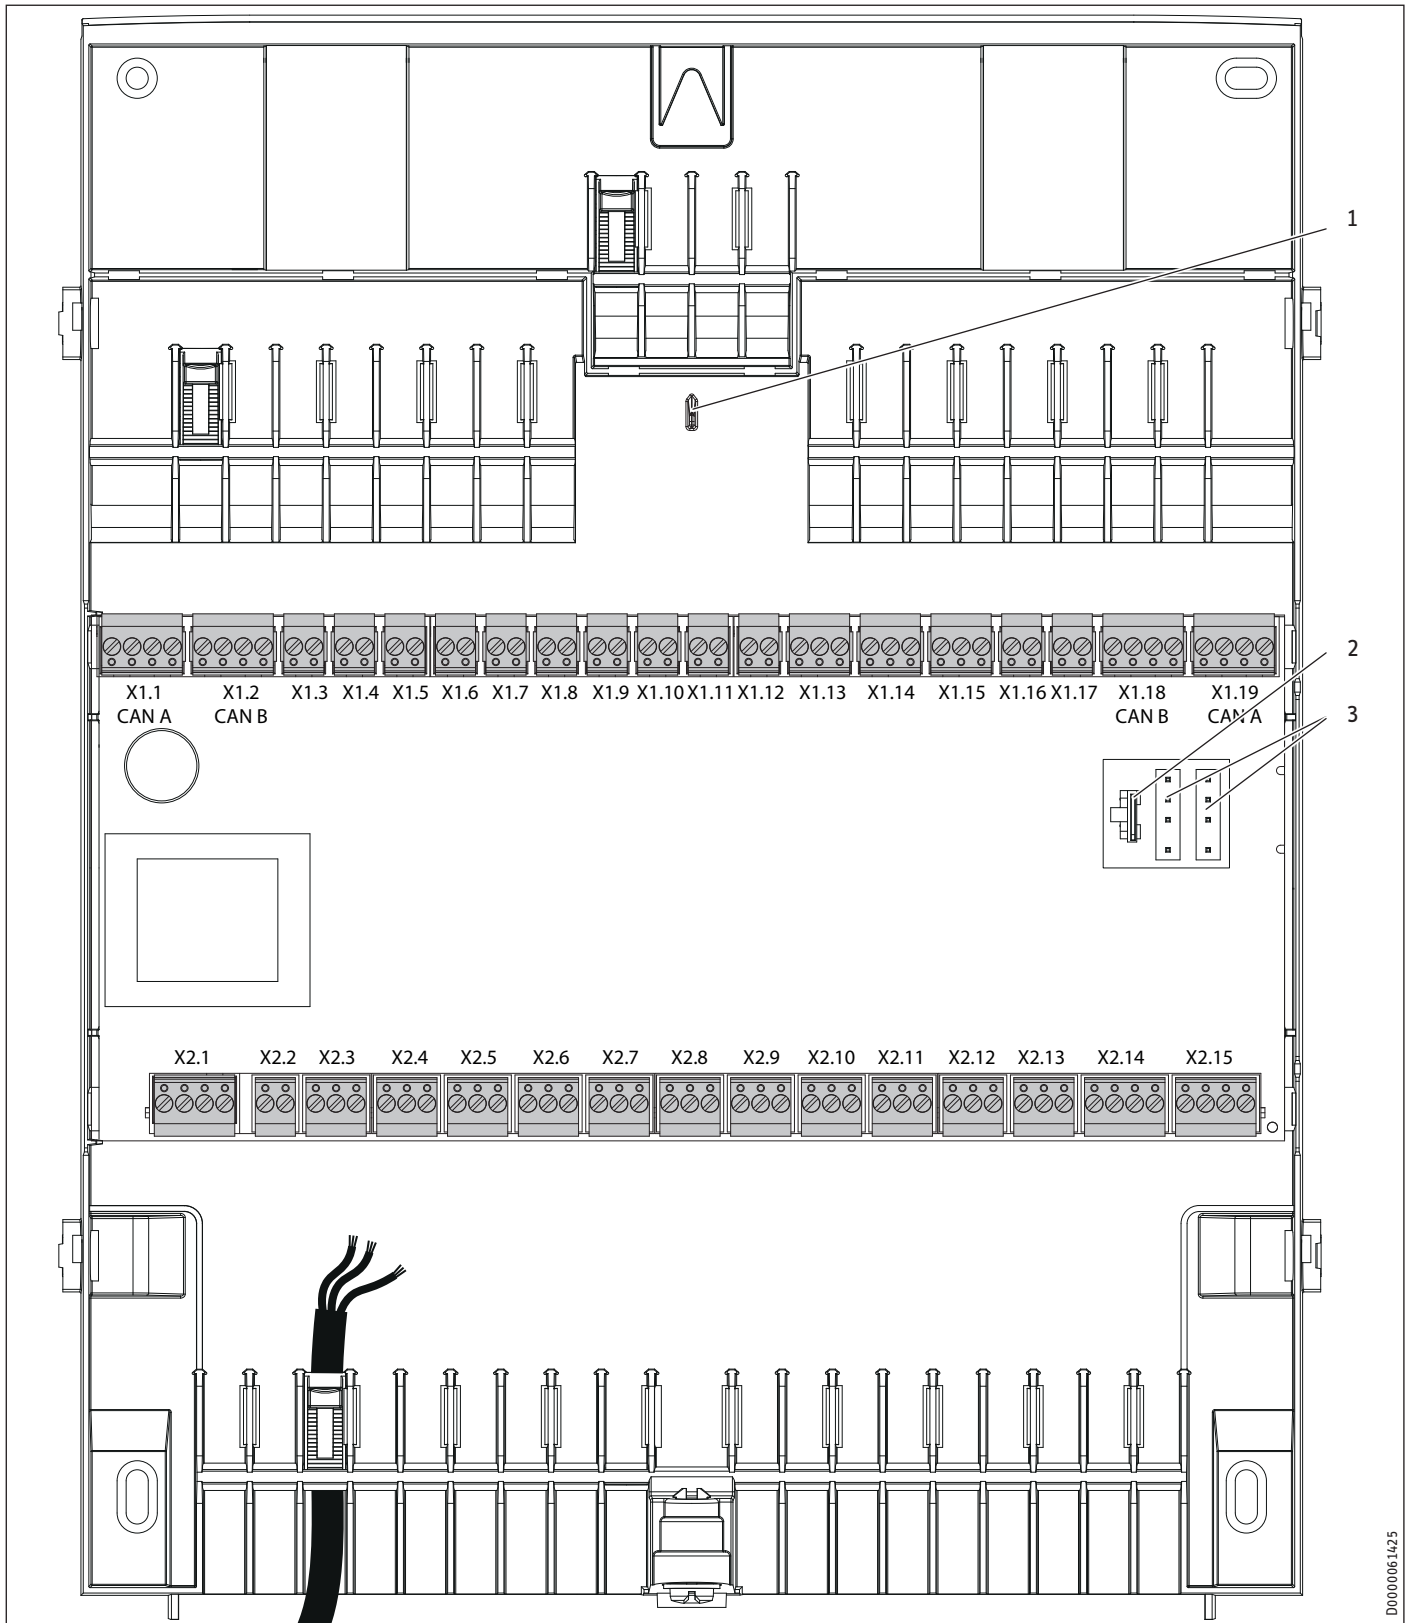 1
X1.1 X1.2 X1.3 X1.4 X1.5 X1.6 X1.7 X1.8 X1.9 X1.10 X1.11 X1.12 X1.13 X1.14 X1.15 X1.16 X1.17 X1.18 X1.19
CAN A CAN B CAN B CAN A
2
3
X2.1 X2.2 X2.3 X2.4 X2.5 X2.6 X2.7 X2.8 X2.9 X2.10 X2.11 X2.12 X2.13 X2.14 X2.15
D0000061425